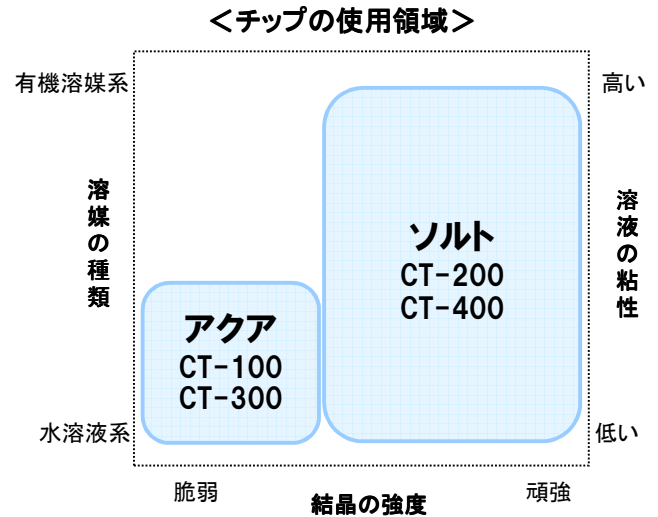 ＜チップの使用領域＞
有機溶媒系
高い
溶媒の種類
溶液の粘性
ソルト
CT-200
CT-400
アクア
CT-100
CT-300
水溶液系
低い
脆弱
結晶の強度
頑強